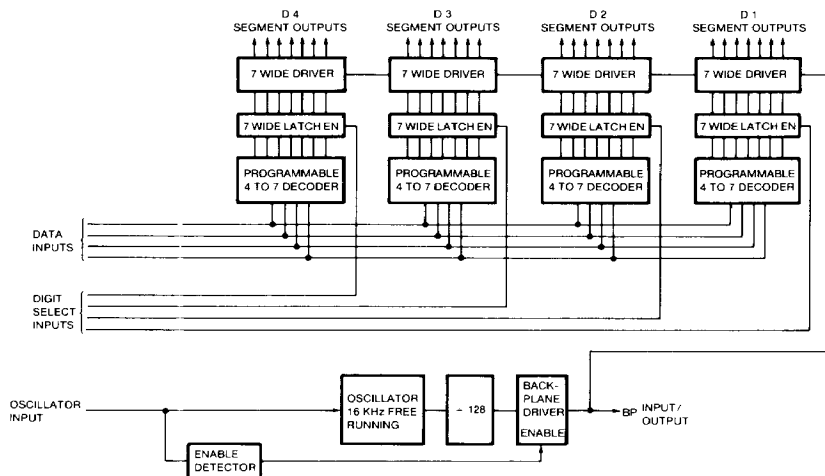 D 4
SEGMENT OUTPUTS
D 3
SEGMENT OUTPUTS
D 2
SEGMENT OUTPUTS
D 1
SEGMENT OUTPUTS
7 WIDE DRIVER
7 WIDE DRIVER
7 WIDE DRIVER
7 WIDE DRIVER
7 WIDE LATCH EN
7 WIDE LATCH EN
7 WIDE LATCH EN
7 WIDE LATCH EN
PROGRAMMABLE
4 TO 7 DECODER
PROGRAMMABLE
4 TO 7 DECODER
PROGRAMMABLE
4 TO 7 DECODER
PROGRAMMABLE
4 TO 7 DECODER
DATA
INPUTS
DIGIT
SELECT
INPUTS
OSCILLATOR
INPUT
OSCILLATOR
16 KHz FREE
RUNNING
÷ 128
BACK-
PLANE
DRIVER
ENABLE
BP INPUT/
OUTPUT
ENABLE
DETECTOR